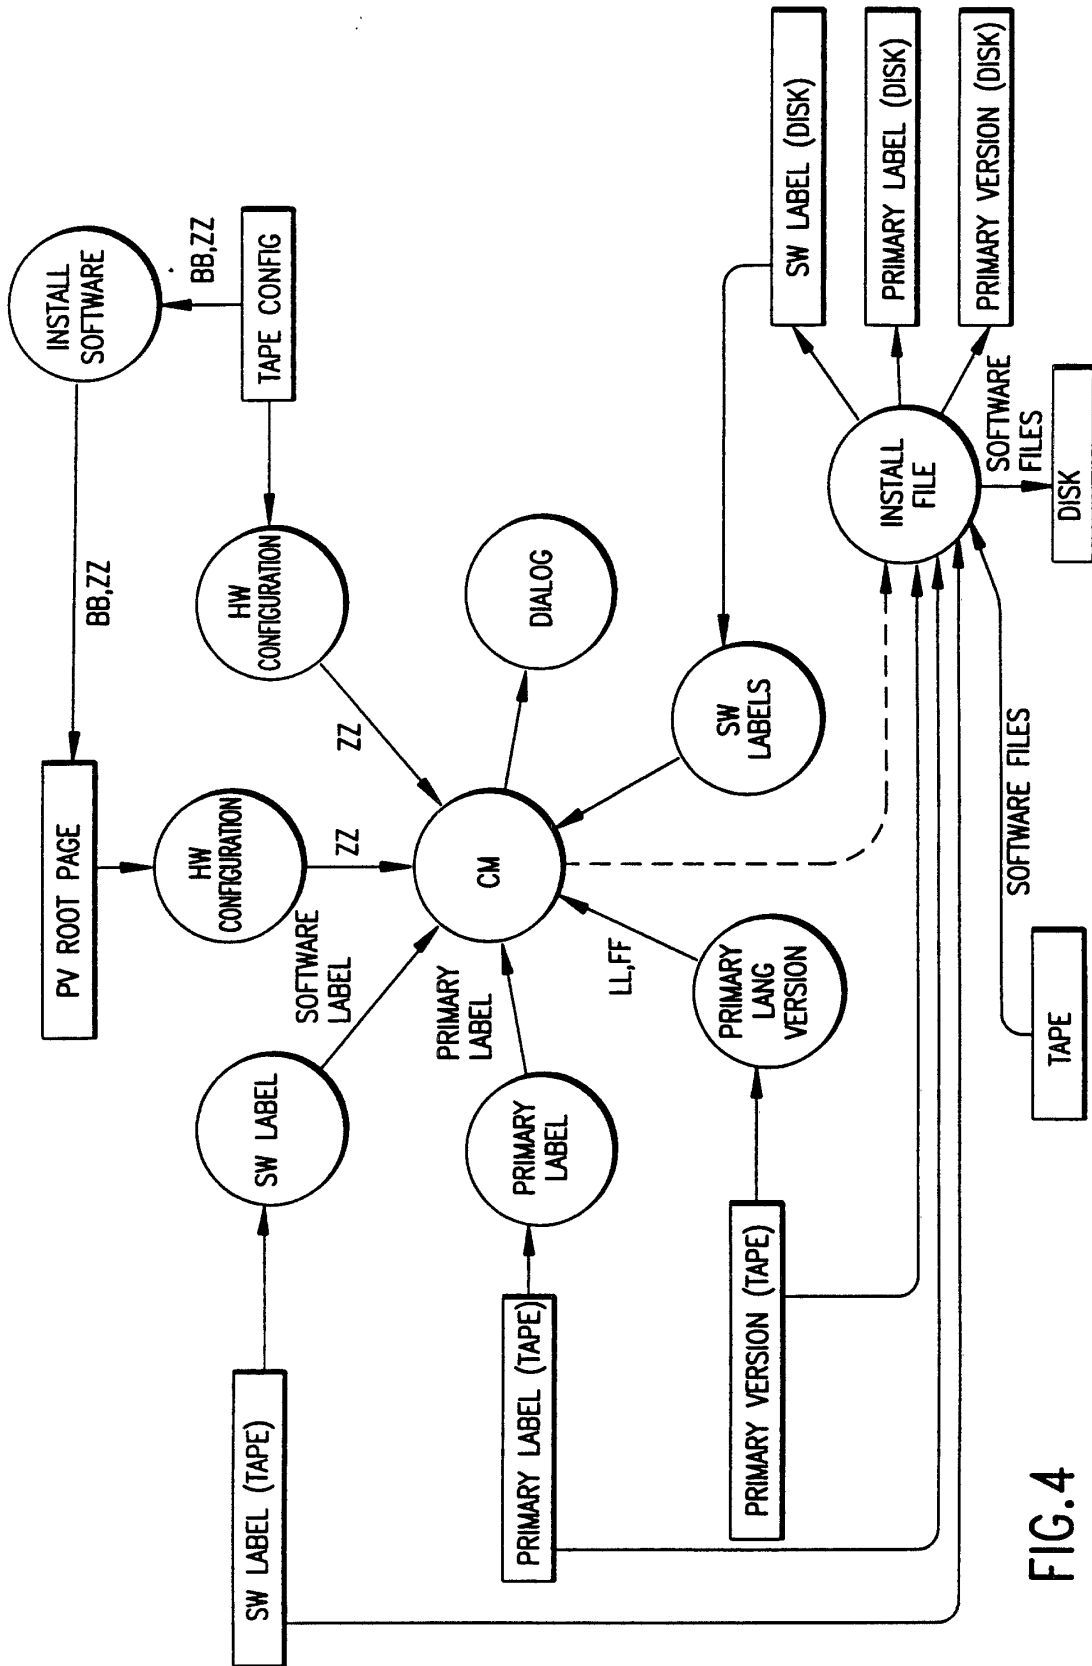 INSTALL
SOFTWARE
BB,ZZ
BB,ZZ
TAPE CONFIG
PV ROOT PAGE
HW
CONFIGURATION
ZZ
HW
CONFIGURATION
ZZ
SW LABEL (TAPE)
SW LABEL
SOFTWARE
LABEL
PRIMARY LABEL (TAPE)
PRIMARY
LABEL
PRIMARY
LABEL
CM
DIALOG
PRIMARY VERSION (TAPE)
PRIMARY
LANG
VERSION
LL,FF
SW
LABELS
SW LABEL (DISK)
PRIMARY LABEL (DISK)
PRIMARY VERSION (DISK)
INSTALL
FILE
SOFTWARE
FILES
DISK
TAPE
SOFTWARE FILES
FIG.4